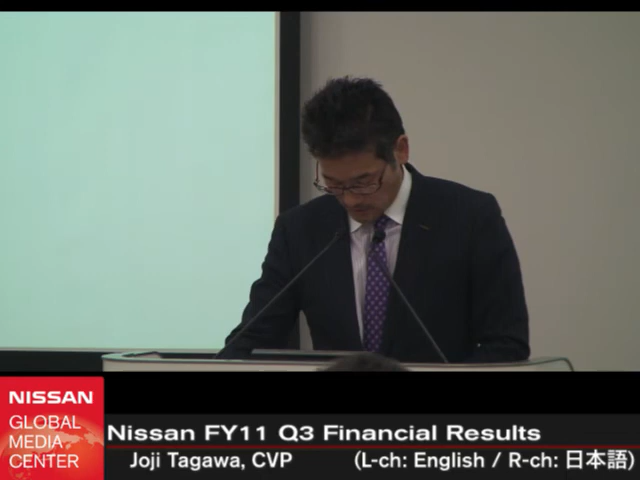 NISSAN
GLOBAL
MEDIA
CENTER
Nissan FY11 Q3 Financial Results
Joji Tagawa, CVP (L-ch: English / R-ch: 日本語)